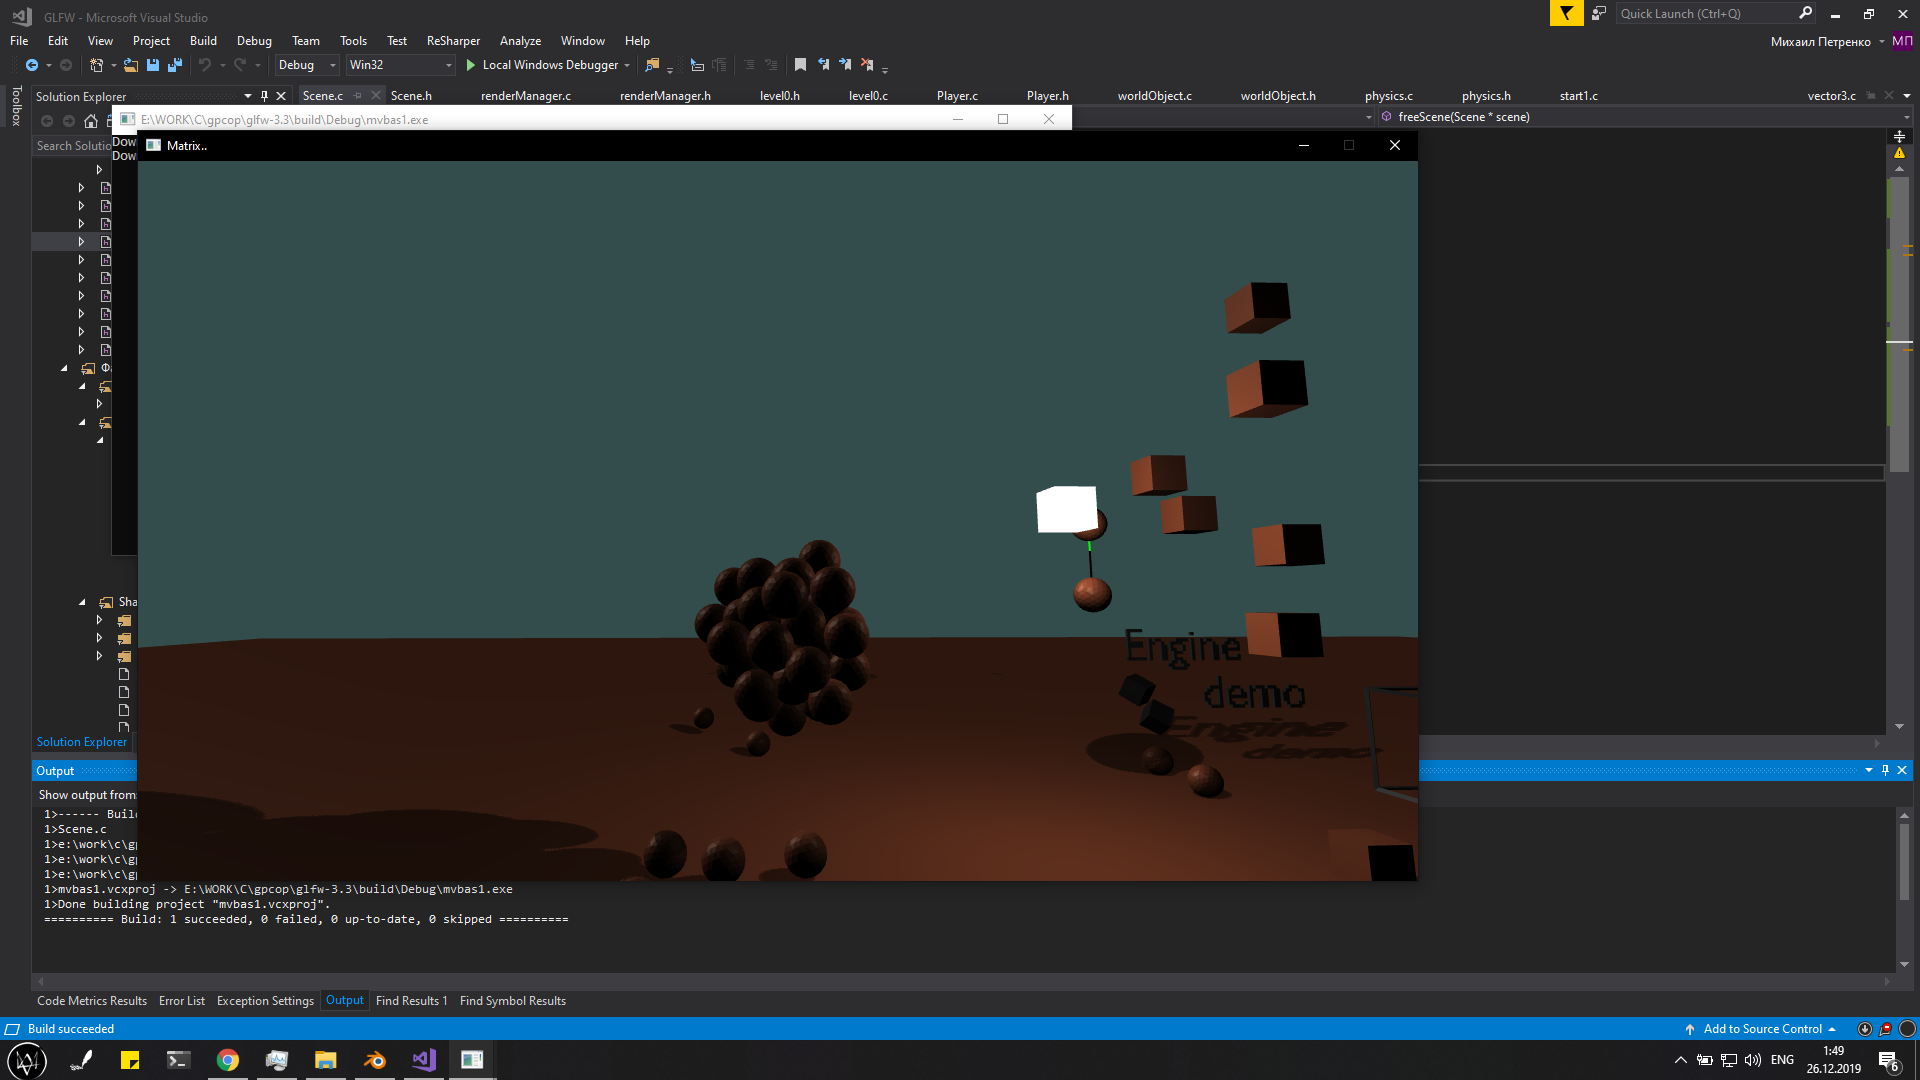 GLFW - Microsoft Visual Studio
Quick Launch (Ctrl+Q)
File Edit View Project Build Debug Team Tools Test ReSharper Analyze Window Help
Михаил Петренко МП
Debug Win32 Local Windows Debugger
Toolbox
Solution Explorer
Scene.c Scene.h renderManager.c renderManager.h level0.h level0.c Player.c Player.h worldObject.c worldObject.h physics.c physics.h start1.c vector3.c
E:\WORK\C\gpcop\glfw-3.3\build\Debug\mvbas1.exe
freeScene(Scene * scene)
Search Solutio
Dow
Dow
Matrix..
Engine
demo
Engine
demo
Sha
Solution Explorer
Output
Show output from:
1>------ Buil
1>Scene.c
1>e:\work\c\gp
1>e:\work\c\gp
1>e:\work\c\gp
1>mvbas1.vcxproj -> E:\WORK\C\gpcop\glfw-3.3\build\Debug\mvbas1.exe
1>Done building project "mvbas1.vcxproj".
========== Build: 1 succeeded, 0 failed, 0 up-to-date, 0 skipped ==========
Code Metrics Results Error List Exception Settings Output Find Results 1 Find Symbol Results
Build succeeded
Add to Source Control
ENG
1:49
26.12.2019
6